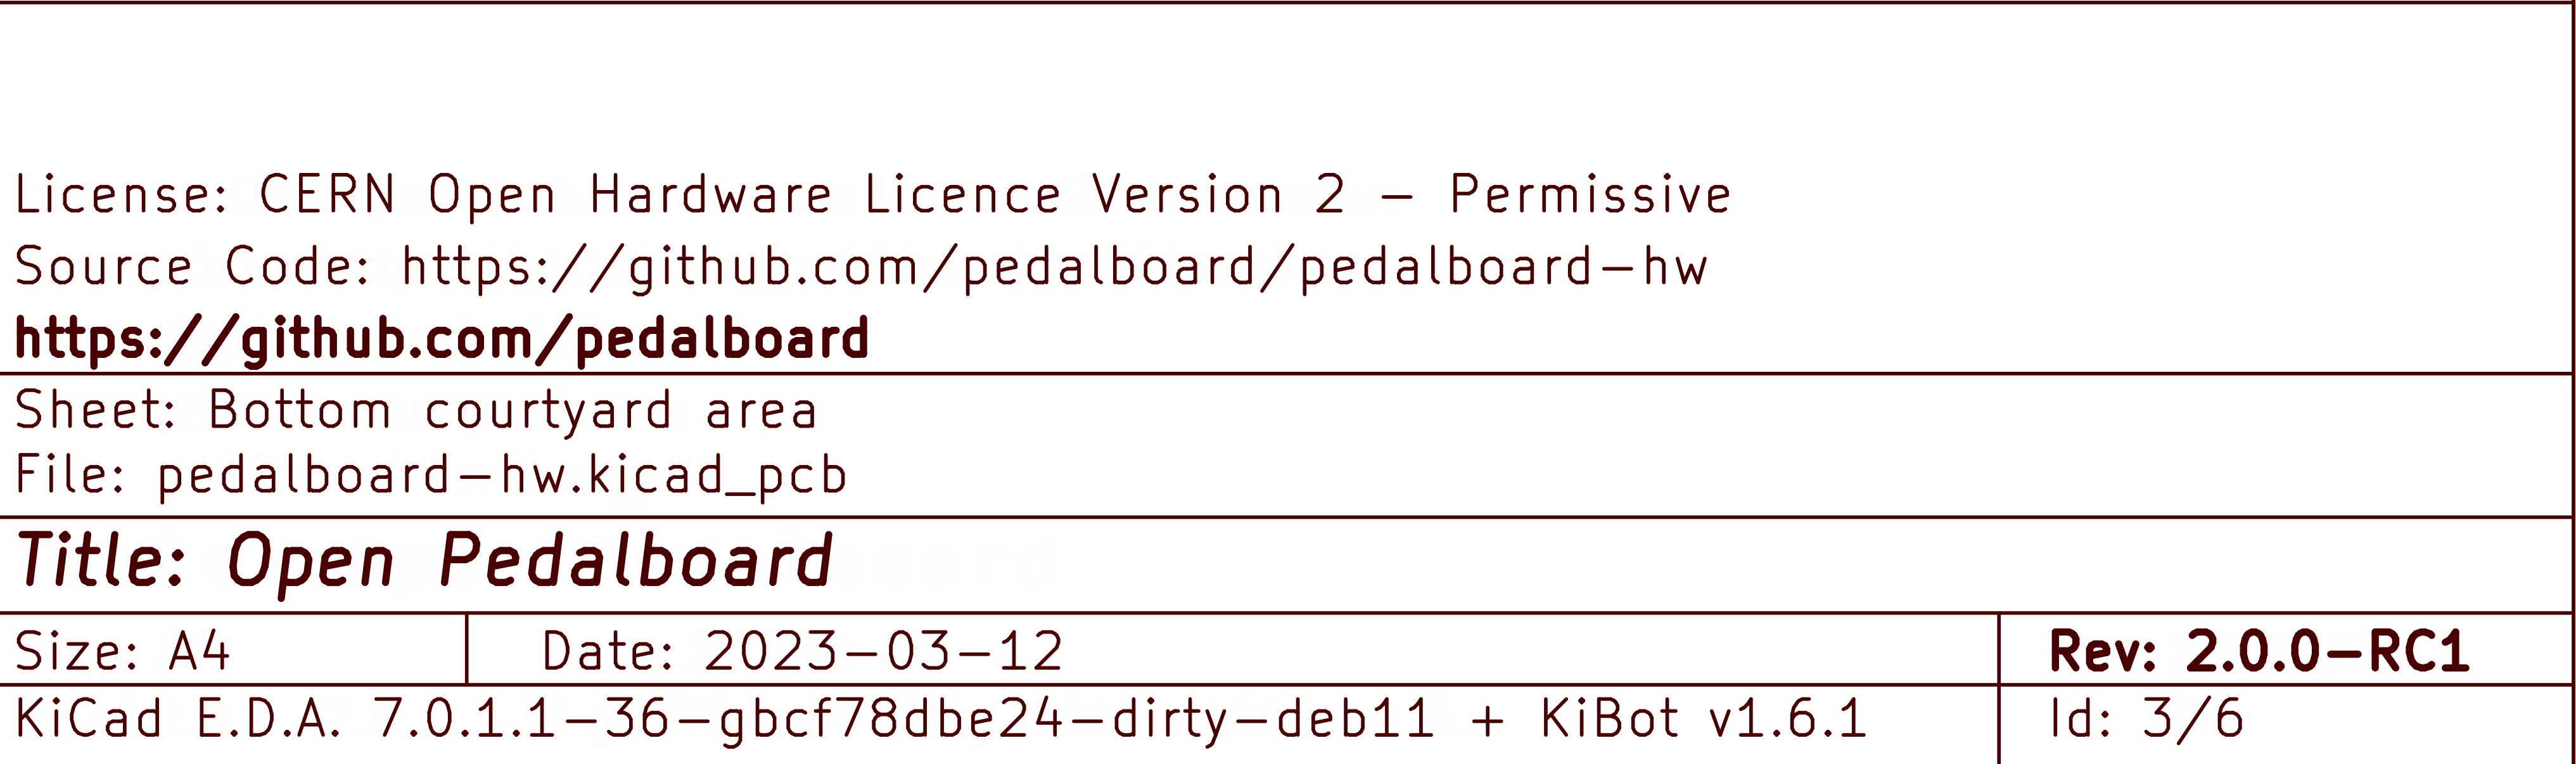 License: CERN Open Hardware Licence Version 2 - Permissive
Source Code: https://github.com/pedalboard/pedalboard-hw
https://github.com/pedalboard
Sheet: Bottom courtyard area
File: pedalboard-hw.kicad_pcb
Title: Open Pedalboard
Size: A4 Date: 2023-03-12 Rev: 2.0.0-RC1
KiCad E.D.A. 7.0.1.1-36-gbcf78dbe24-dirty-deb11 + KiBot v1.6.1 Id: 3/6